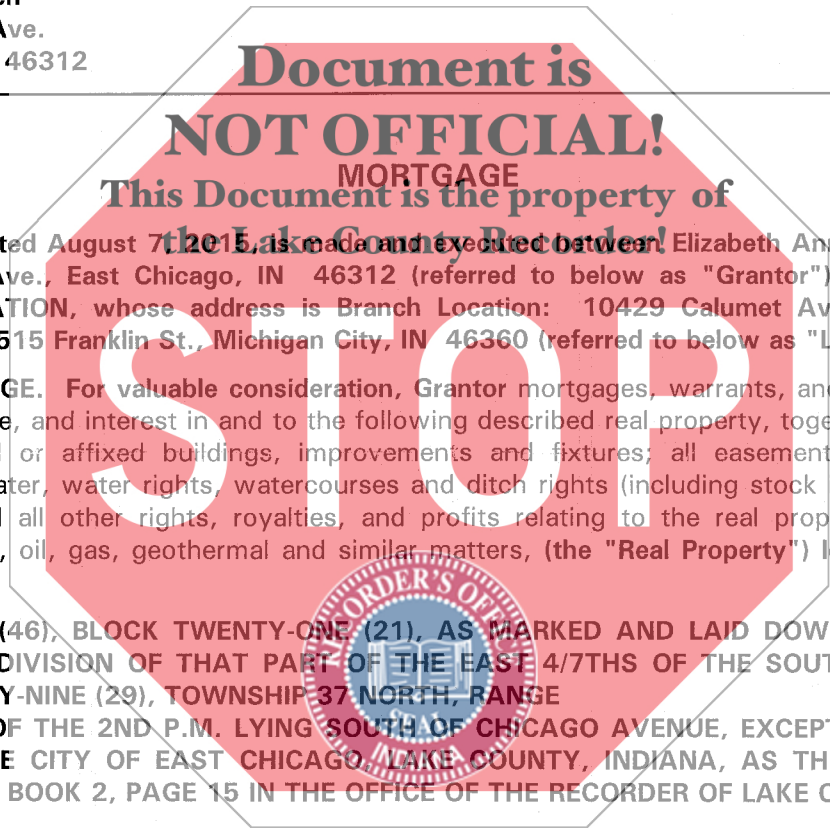 Ave.
46312
Document is
NOT OFFICIAL!
MORTGAGE
This Document is the property of
the Lake County Recorder!
ted August 7, 2015, is made and executed between Elizabeth Ann
Ave., East Chicago, IN 46312 (referred to below as "Grantor")
ATION, whose address is Branch Location: 10429 Calumet Av
515 Franklin St., Michigan City, IN 46360 (referred to below as "L
GE. For valuable consideration, Grantor mortgages, warrants, and
e, and interest in and to the following described real property, toge
d or affixed buildings, improvements and fixtures; all easement
ater, water rights, watercourses and ditch rights (including stock
l all other rights, royalties, and profits relating to the real prop
, oil, gas, geothermal and similar matters, (the "Real Property") l
STOP
(46), BLOCK TWENTY-ONE (21), AS MARKED AND LAID DOW
DIVISION OF THAT PART OF THE EAST 4/7THS OF THE SOUT
Y-NINE (29), TOWNSHIP 37 NORTH, RANGE
OF THE 2ND P.M. LYING SOUTH OF CHICAGO AVENUE, EXCEPT
E CITY OF EAST CHICAGO, LAKE COUNTY, INDIANA, AS TH
BOOK 2, PAGE 15 IN THE OFFICE OF THE RECORDER OF LAKE C
RECORDER'S OFFICE
INDIANA